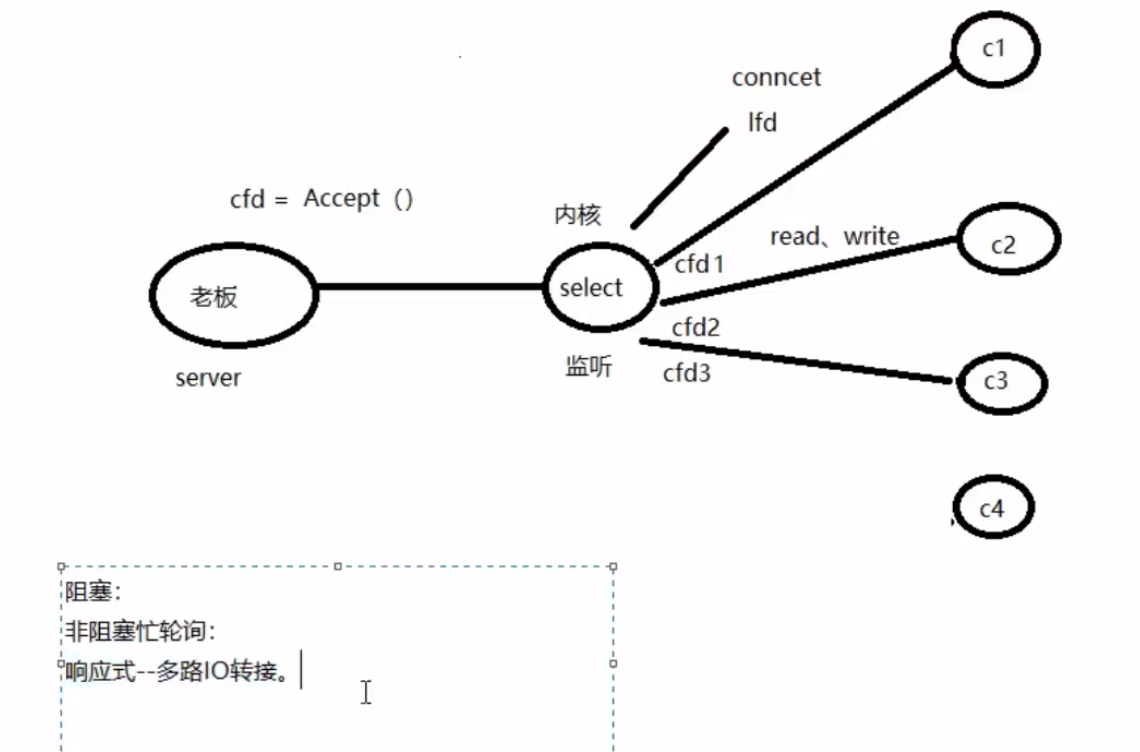 c1
conncet
lfd
cfd = Accept（）
内核
read、write
c2
cfd1
select
老板
cfd2
监听
cfd3
server
c3
c4
阻塞：
非阻塞忙轮询：
响应式--多路IO转接。